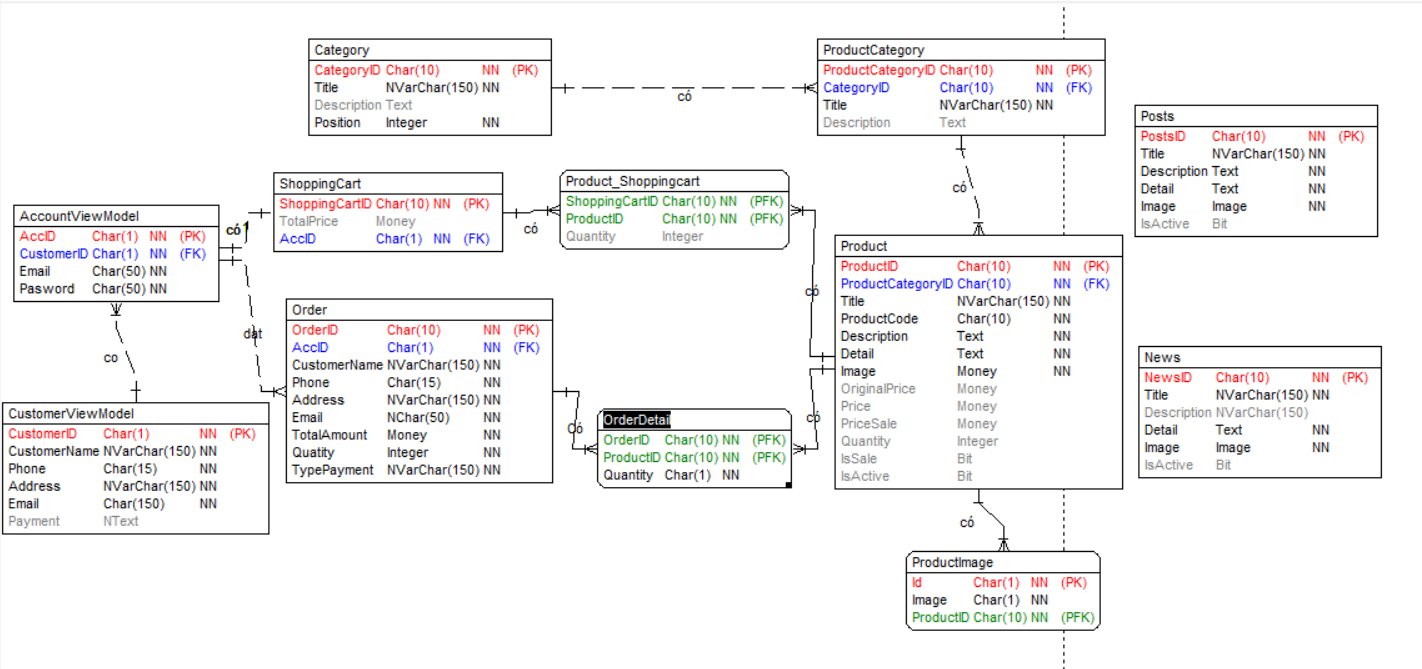 Category
CategoryID Char(10) NN (PK)
Title NVarChar(150) NN
Description Text
Position Integer NN
có
ProductCategory
ProductCategoryID Char(10) NN (PK)
CategoryID Char(10) NN (FK)
Title NVarChar(150) NN
Description Text
Posts
PostsID Char(10) NN (PK)
Title NVarChar(150) NN
Description Text NN
Detail Text NN
Image Image NN
IsActive Bit
ShoppingCart
ShoppingCartID Char(10) NN (PK)
TotalPrice Money
AccID Char(1) NN (FK)
có
Product_Shoppingcart
ShoppingCartID Char(10) NN (PFK)
ProductID Char(10) NN (PFK)
Quantity Integer
có
AccountViewModel
AccID Char(1) NN (PK)
CustomerID Char(1) NN (FK)
Email Char(50) NN
Pasword Char(50) NN
có1
đặt
co
có
Product
ProductID Char(10) NN (PK)
ProductCategoryID Char(10) NN (FK)
Title NVarChar(150) NN
ProductCode Char(10) NN
Description Text NN
Detail Text NN
Image Money NN
OriginalPrice Money
Price Money
PriceSale Money
Quantity Integer
IsSale Bit
IsActive Bit
Order
OrderID Char(10) NN (PK)
AccID Char(1) NN (FK)
CustomerName NVarChar(150) NN
Phone Char(15) NN
Address NVarChar(150) NN
Email NChar(50) NN
TotalAmount Money NN
Quatity Integer NN
TypePayment NVarChar(150) NN
Có
có
News
NewsID Char(10) NN (PK)
Title NVarChar(150) NN
Description NVarChar(150)
Detail Text NN
Image Image NN
IsActive Bit
CustomerViewModel
CustomerID Char(1) NN (PK)
CustomerName NVarChar(150) NN
Phone Char(15) NN
Address NVarChar(150) NN
Email Char(150) NN
Payment NText
OrderDetail
OrderID Char(10) NN (PFK)
ProductID Char(10) NN (PFK)
Quantity Char(1) NN
có
ProductImage
Id Char(1) NN (PK)
Image Char(1) NN
ProductID Char(10) NN (PFK)